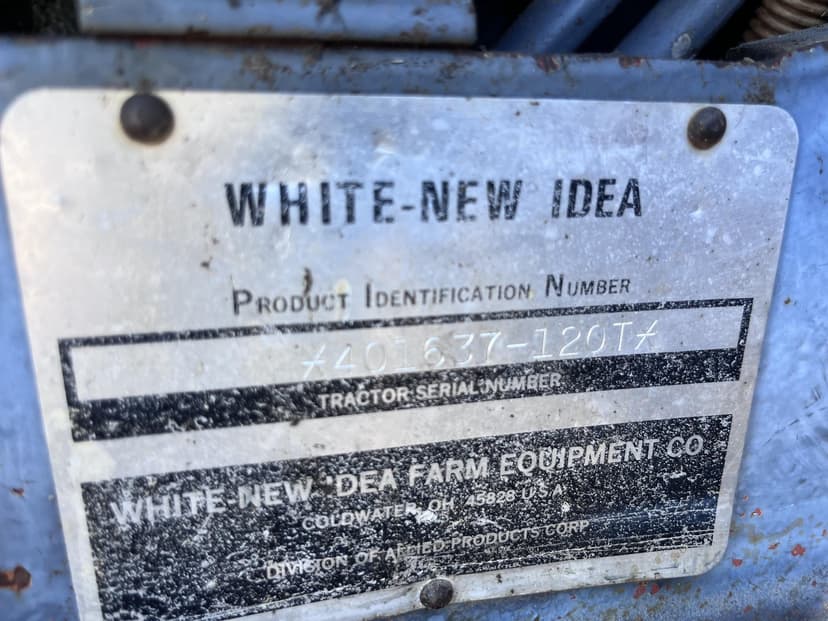 WHITE-NEW IDEA
PRODUCT IDENTIFICATION NUMBER
≠401637-120T≠
TRACTOR SERIAL NUMBER
WHITE-NEW IDEA FARM EQUIPMENT CO
COLDWATER, OH 45828 U.S.A
DIVISION OF ALLIED PRODUCTS CORP